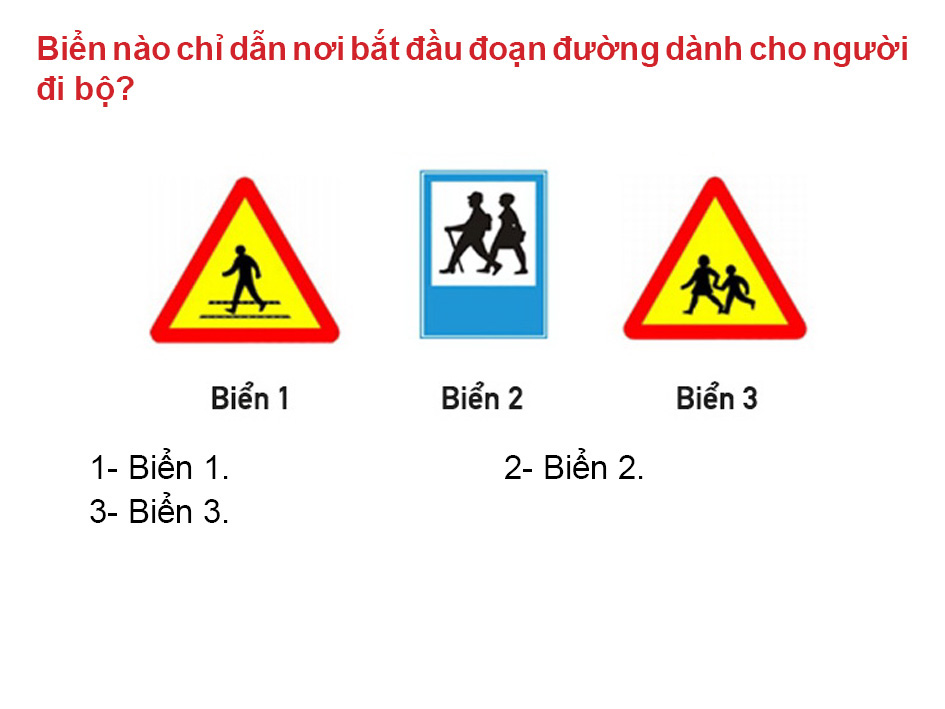 Biển nào chỉ dẫn nơi bắt đầu đoạn đường dành cho người
đi bộ?
Biển 1 Biển 2 Biển 3
1- Biển 1. 2- Biển 2.
3- Biển 3.